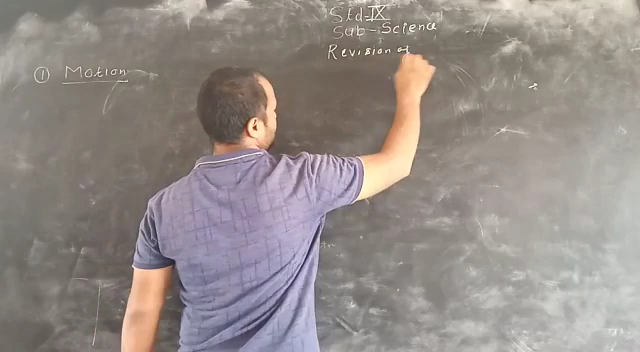 Std-IX
Sub-Science
Revision of
① Motion